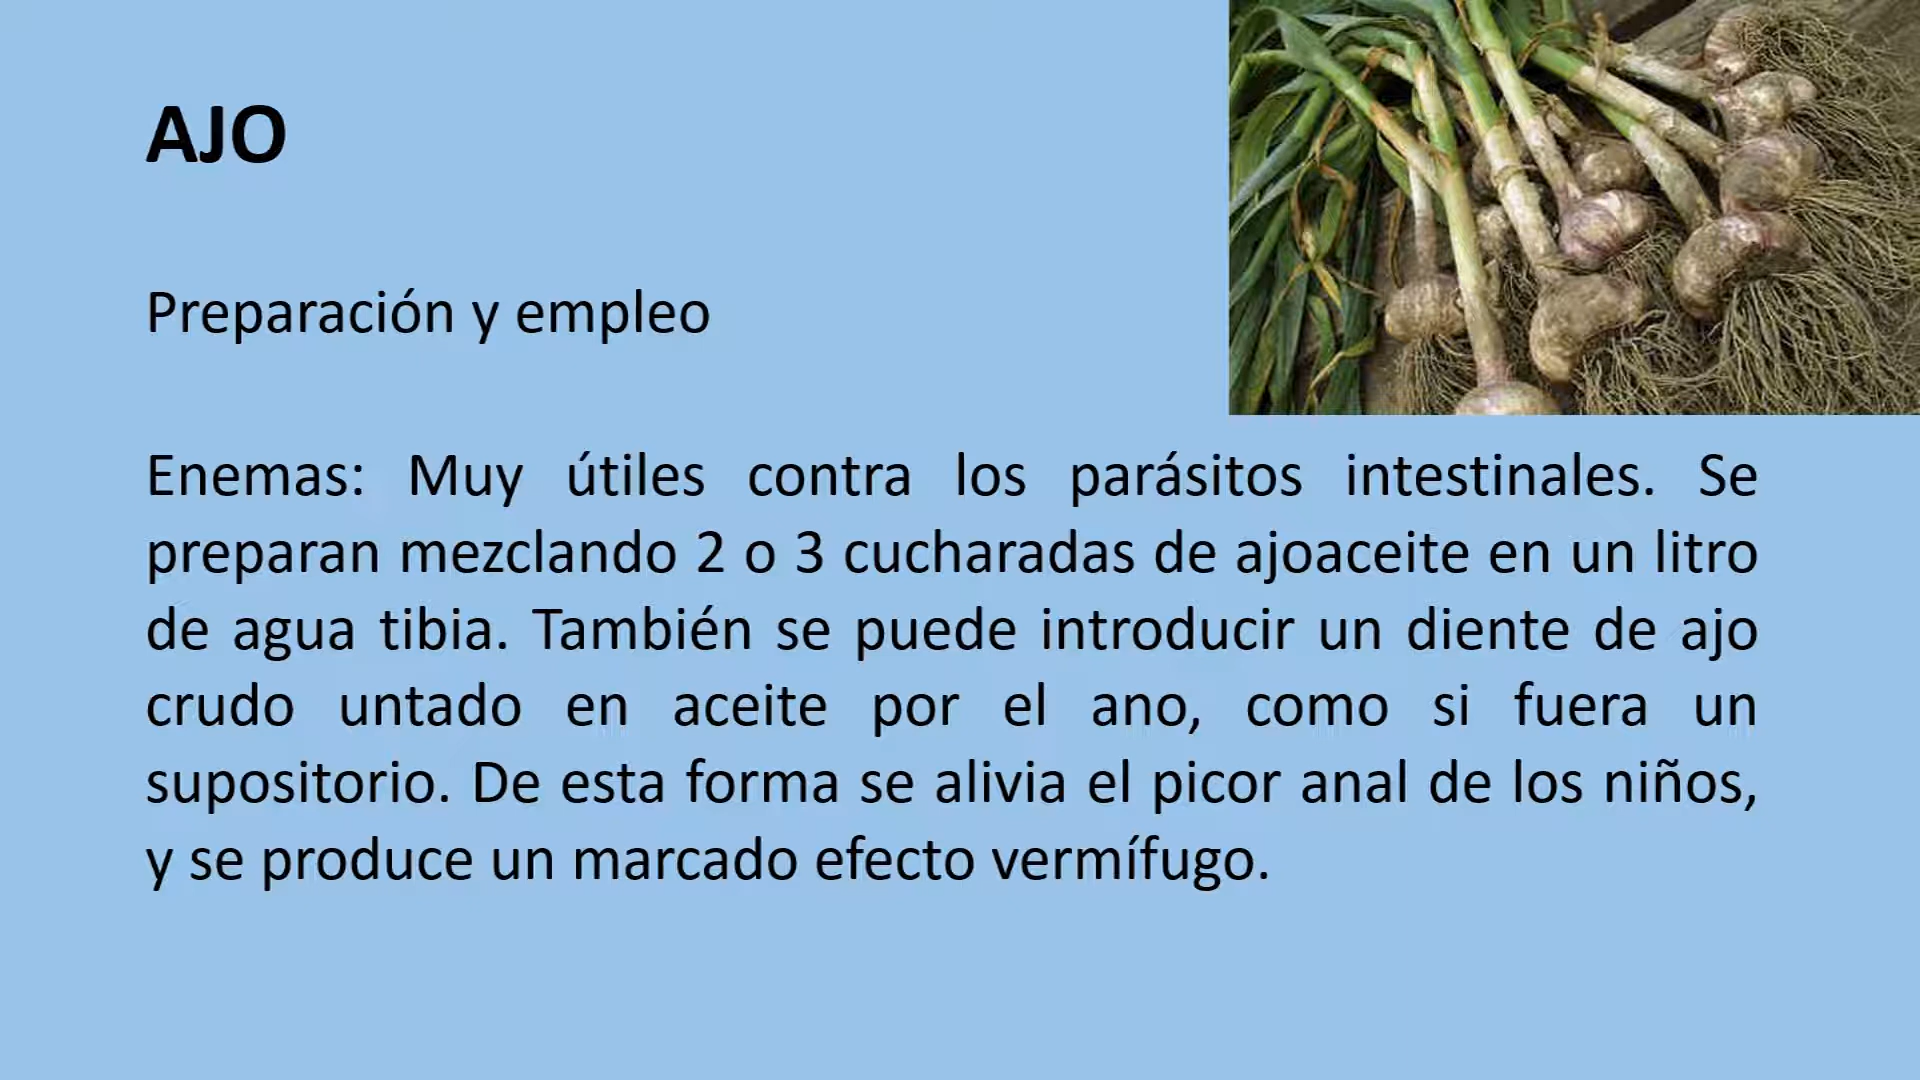 AJO
Preparación y empleo
Enemas: Muy útiles contra los parásitos intestinales. Se
preparan mezclando 2 o 3 cucharadas de ajoaceite en un litro
de agua tibia. También se puede introducir un diente de ajo
crudo untado en aceite por el ano, como si fuera un
supositorio. De esta forma se alivia el picor anal de los niños,
y se produce un marcado efecto vermífugo.